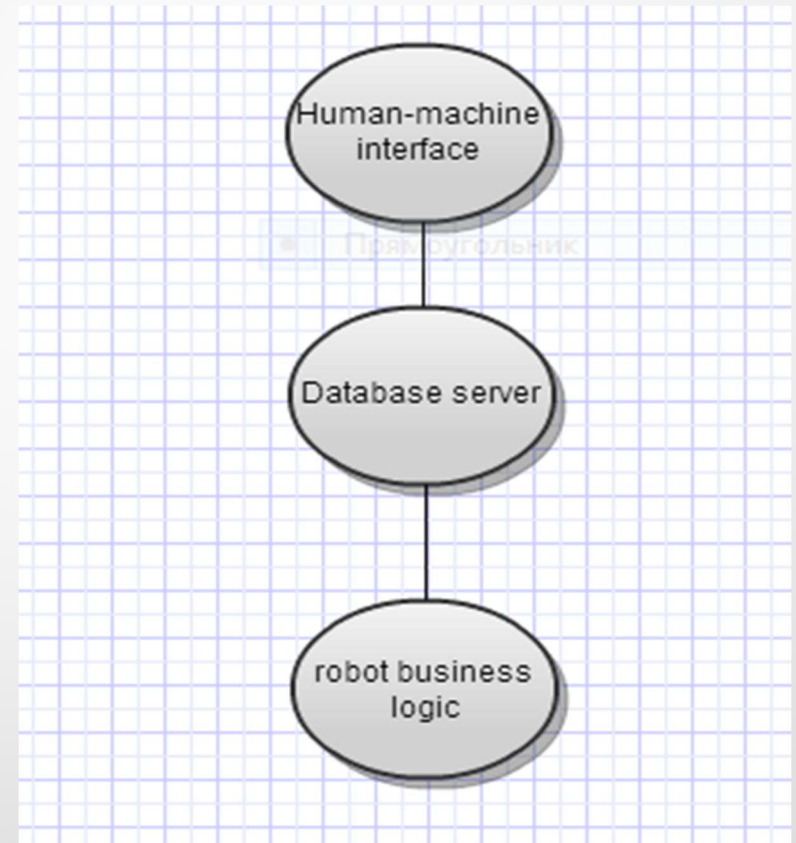 Human-machine
interface
Прямоугольник
Database server
robot business
logic